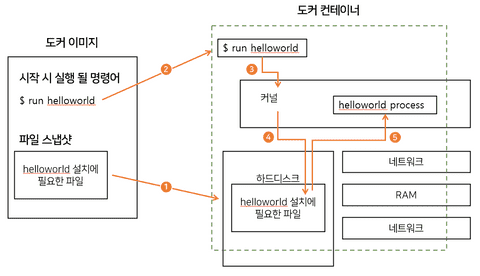 도커 컨테이너
도커 이미지
시작 시 실행 될 명령어
$ run helloworld
파일 스냅샷
helloworld 설치에
필요한 파일
1
2
$ run helloworld
3
커널
helloworld process
4
5
하드디스크
helloworld 설치에
필요한 파일
네트워크
RAM
네트워크